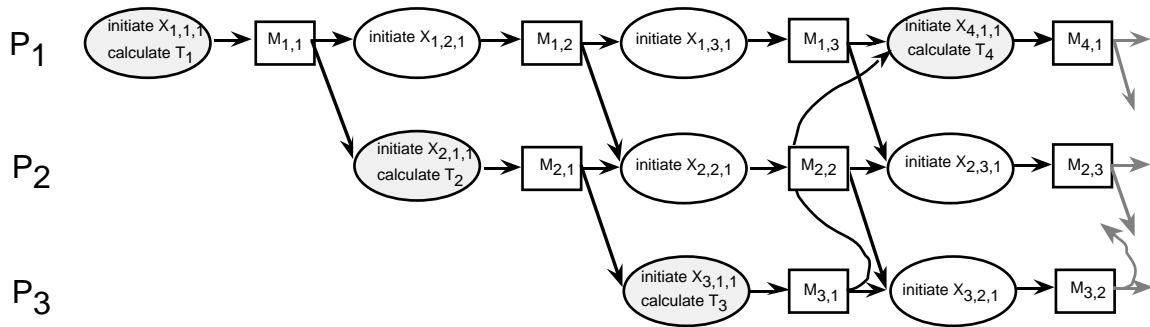 P1
initiate X1,1,1
calculate T1
M1,1
initiate X1,2,1
M1,2
initiate X1,3,1
M1,3
initiate X4,1,1
calculate T4
M4,1
P2
initiate X2,1,1
calculate T2
M2,1
initiate X2,2,1
M2,2
initiate X2,3,1
M2,3
P3
initiate X3,1,1
calculate T3
M3,1
initiate X3,2,1
M3,2